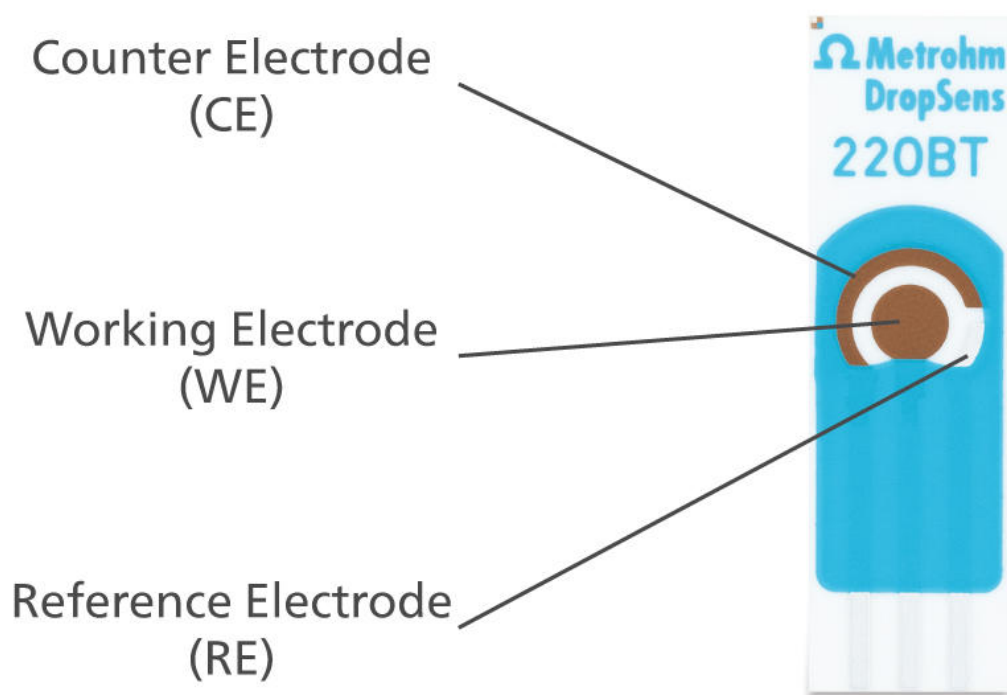 Counter Electrode
(CE)
Ω Metrohm
DropSens
220BT
Working Electrode
(WE)
Reference Electrode
(RE)